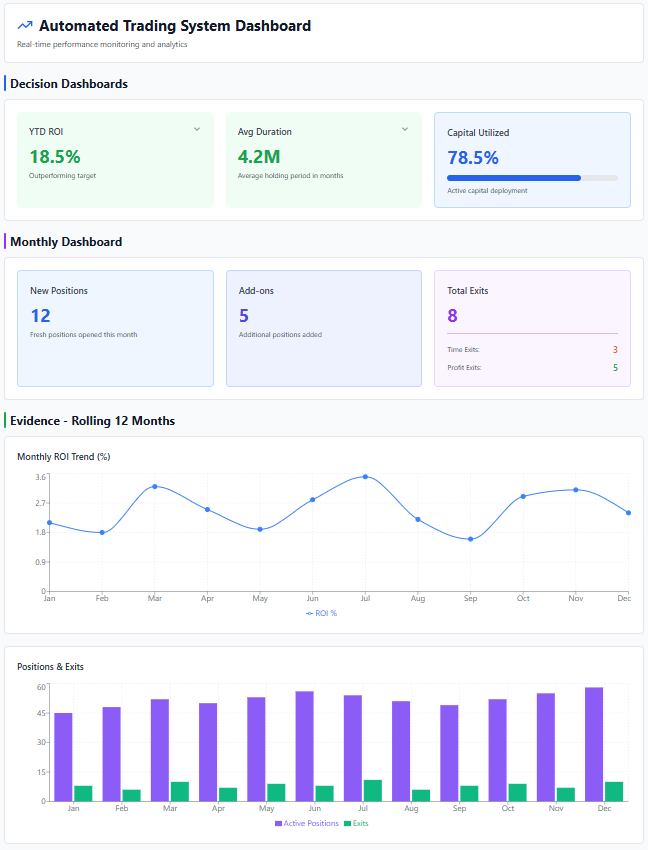 Automated Trading System Dashboard
Real-time performance monitoring and analytics
Decision Dashboards
YTD ROI
18.5%
Outperforming target
Avg Duration
4.2M
Average holding period in months
Capital Utilized
78.5%
Active capital deployment
Monthly Dashboard
New Positions
12
Fresh positions opened this month
Add-ons
5
Additional positions added
Total Exits
8
Time Exits: 3
Profit Exits: 5
Evidence - Rolling 12 Months
Monthly ROI Trend (%)
3.6
2.7
1.8
0.9
0
Jan Feb Mar Apr May Jun Jul Aug Sep Oct Nov Dec
ROI %
Positions & Exits
60
45
30
15
0
Jan Feb Mar Apr May Jun Jul Aug Sep Oct Nov Dec
Active Positions Exits